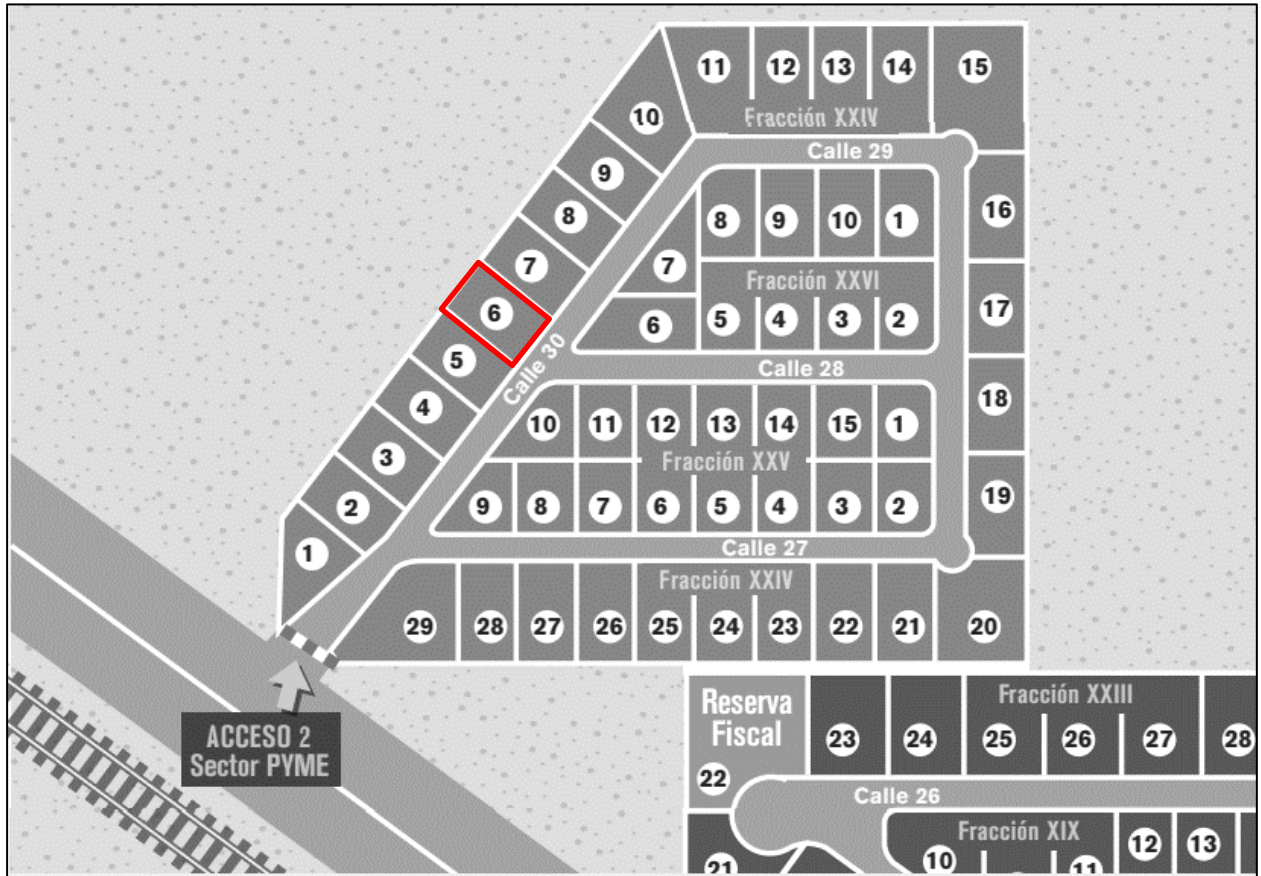 11 12 13 14 15
10
Fracción XXIV
Calle 29
9
8 8 9 10 1 16
7 7
Fracción XXVI
6 6 5 4 3 2 17
5 Calle 30
Calle 28
4 10 11 12 13 14 15 1 18
3
Fracción XXV
2 9 8 7 6 5 4 3 2 19
1
Calle 27
Fracción XXIV
29 28 27 26 25 24 23 22 21 20
ACCESO 2
Sector PYME
Reserva
Fiscal
22
Fracción XXIII
23 24 25 26 27 28
Calle 26
Fracción XIX
21 10 11 12 13